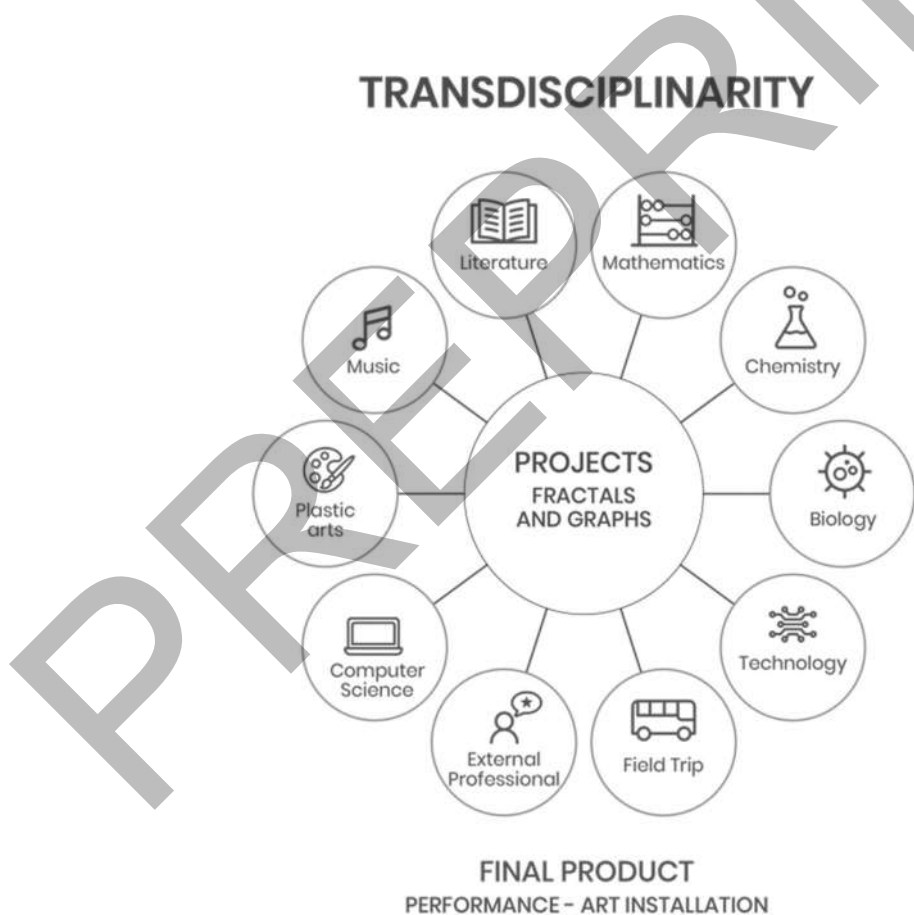 TRANSDISCIPLINARITY
Literature
Mathematics
Music
Chemistry
PROJECTS
FRACTALS
AND GRAPHS
Plastic
arts
Biology
Computer
Science
Technology
External
Professional
Field Trip
FINAL PRODUCT
PERFORMANCE - ART INSTALLATION